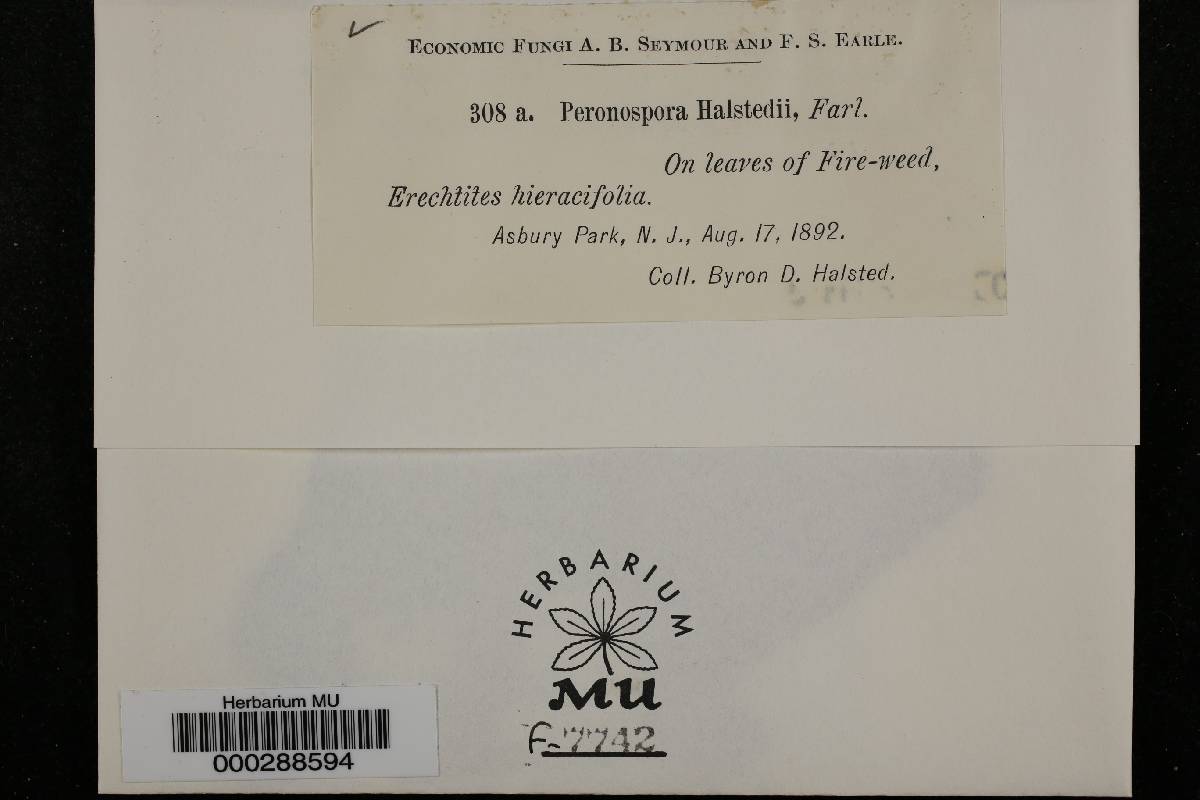 ECONOMIC FUNGI A. B. SEYMOUR AND F. S. EARLE.
308 a. Peronospora Halstedii, Farl.
On leaves of Fire-weed,
Erechtites hieracifolia.
Asbury Park, N. J., Aug. 17, 1892.
Coll. Byron D. Halsted.
HERBARIUM
MU
F-7742
Herbarium MU
000288594